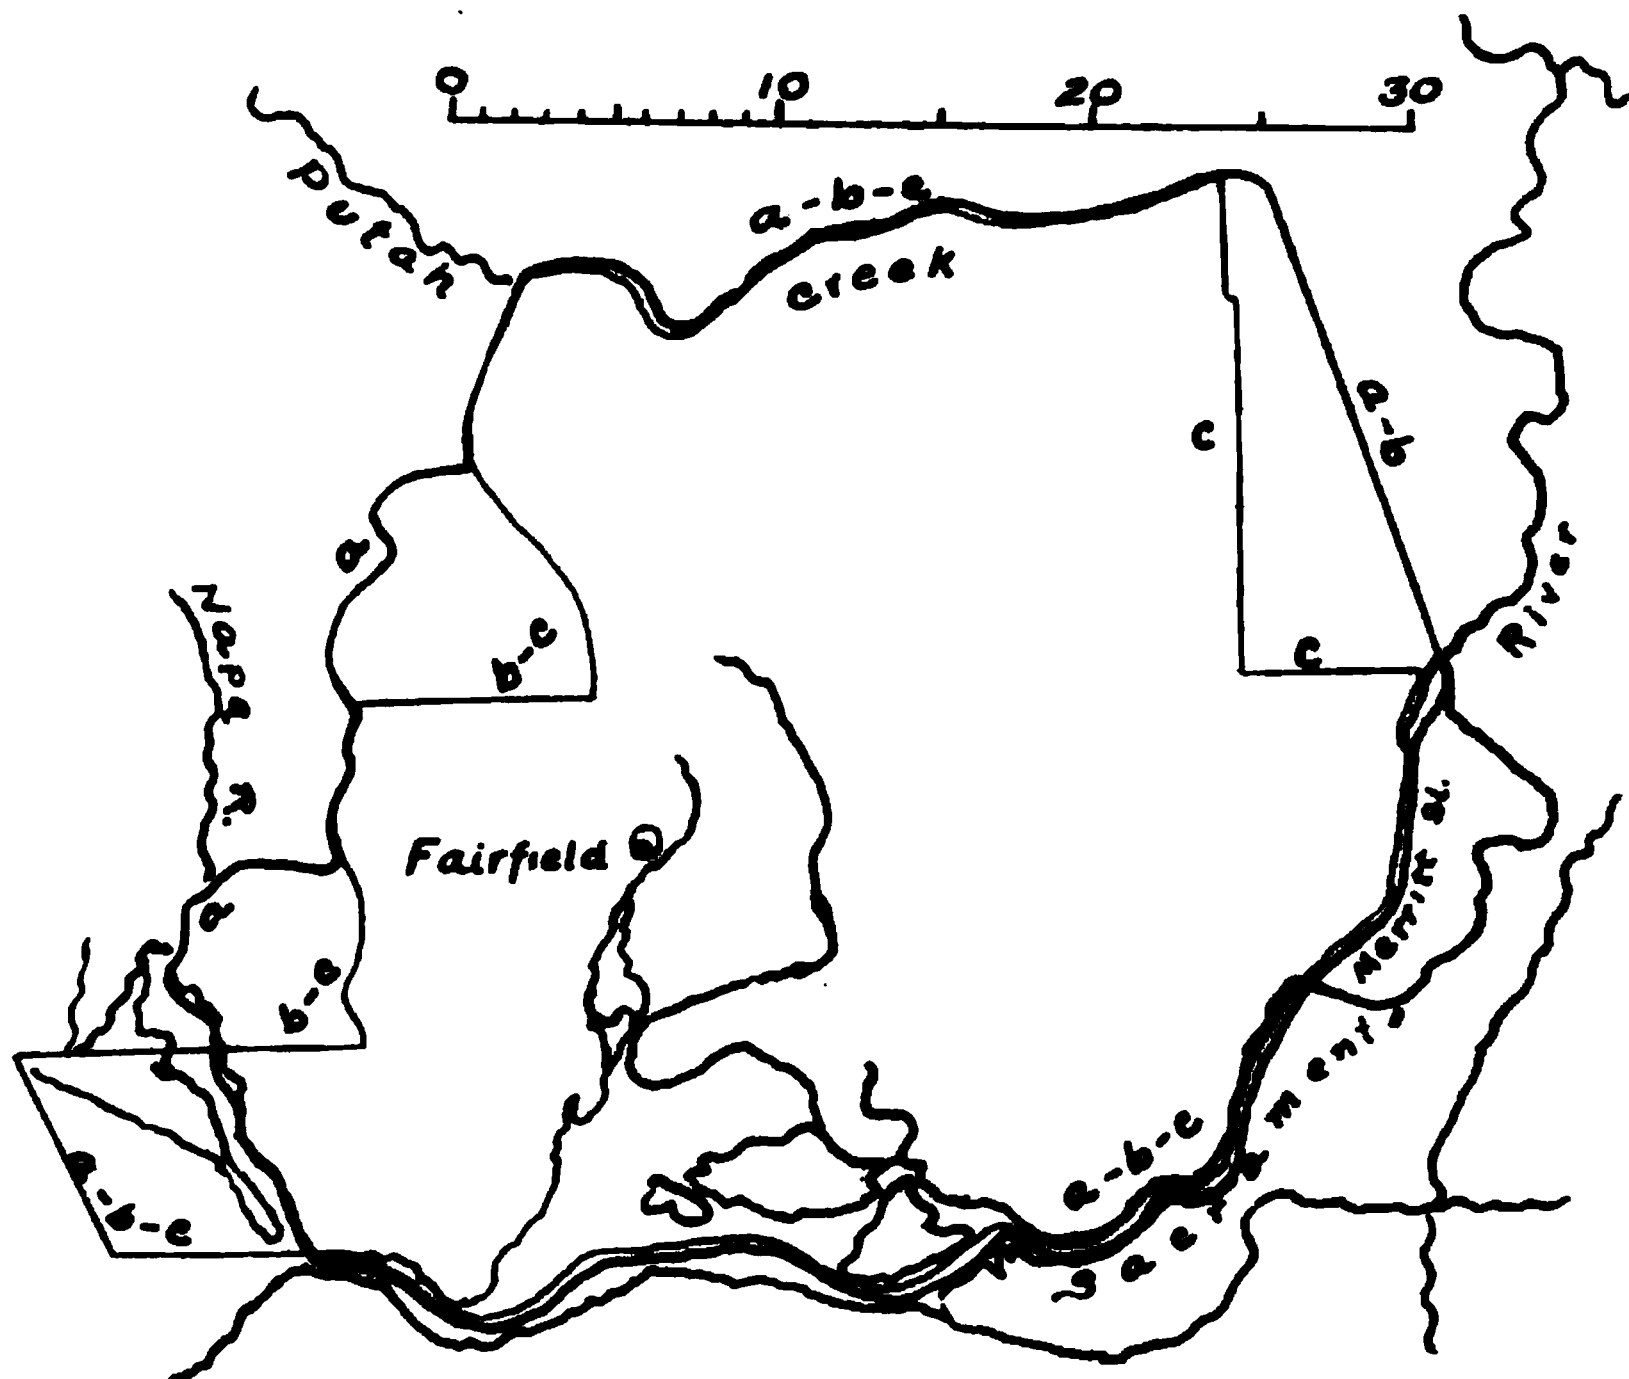 0 10 20 30
Putah
a-b-c
Creek
a-b
c
a
River
b-c
c
Napa R.
Fairfield
Merritt Sl.
a
b-c
Sacramento
a-b-c
a-b-c